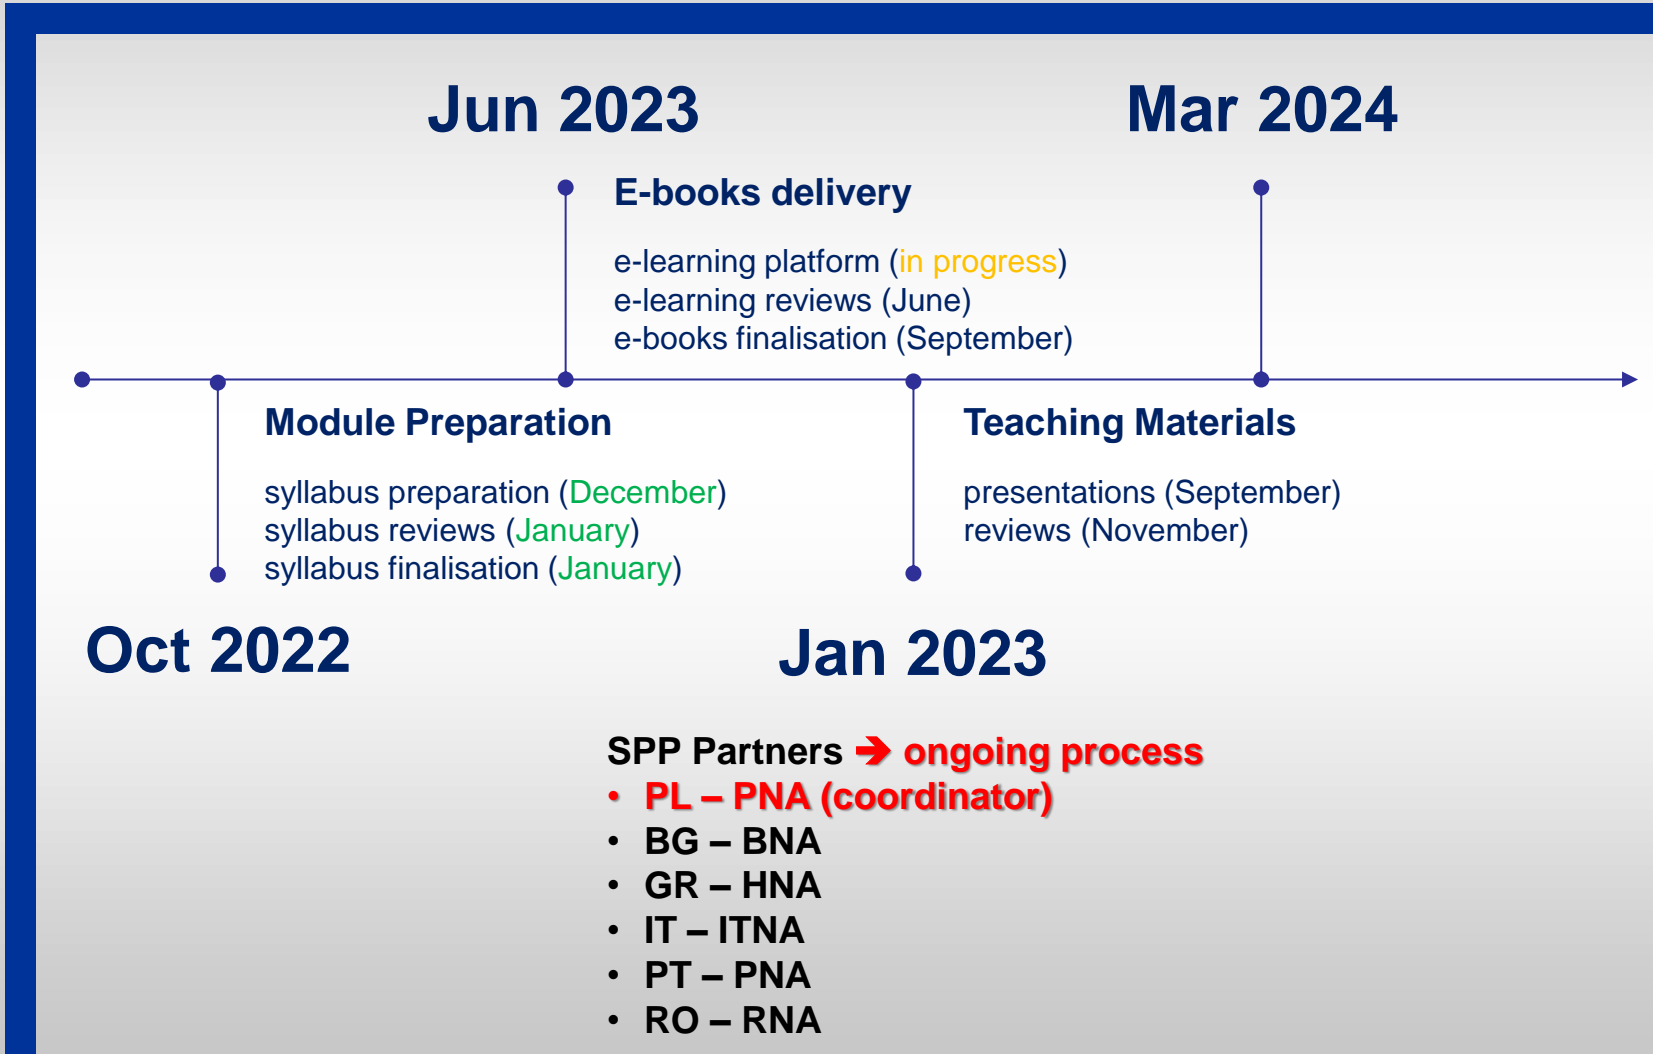 Jun 2023
Mar 2024
E-books delivery
e-learning platform (in progress)
e-learning reviews (June)
e-books finalisation (September)
Module Preparation
syllabus preparation (December)
syllabus reviews (January)
syllabus finalisation (January)
Teaching Materials
presentations (September)
reviews (November)
Oct 2022
Jan 2023
SPP Partners ➔ ongoing process
• PL – PNA (coordinator)
• BG – BNA
• GR – HNA
• IT – ITNA
• PT – PNA
• RO – RNA